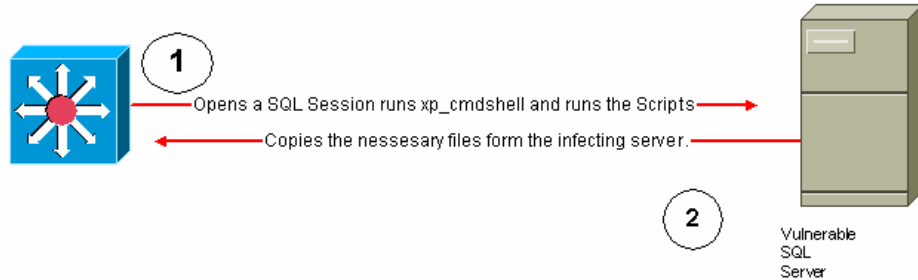 1
Opens a SQL Session runs xp_cmdshell and runs the Scripts
Copies the nessesary files form the infecting server.
2
Vulnerable
SQL
Server